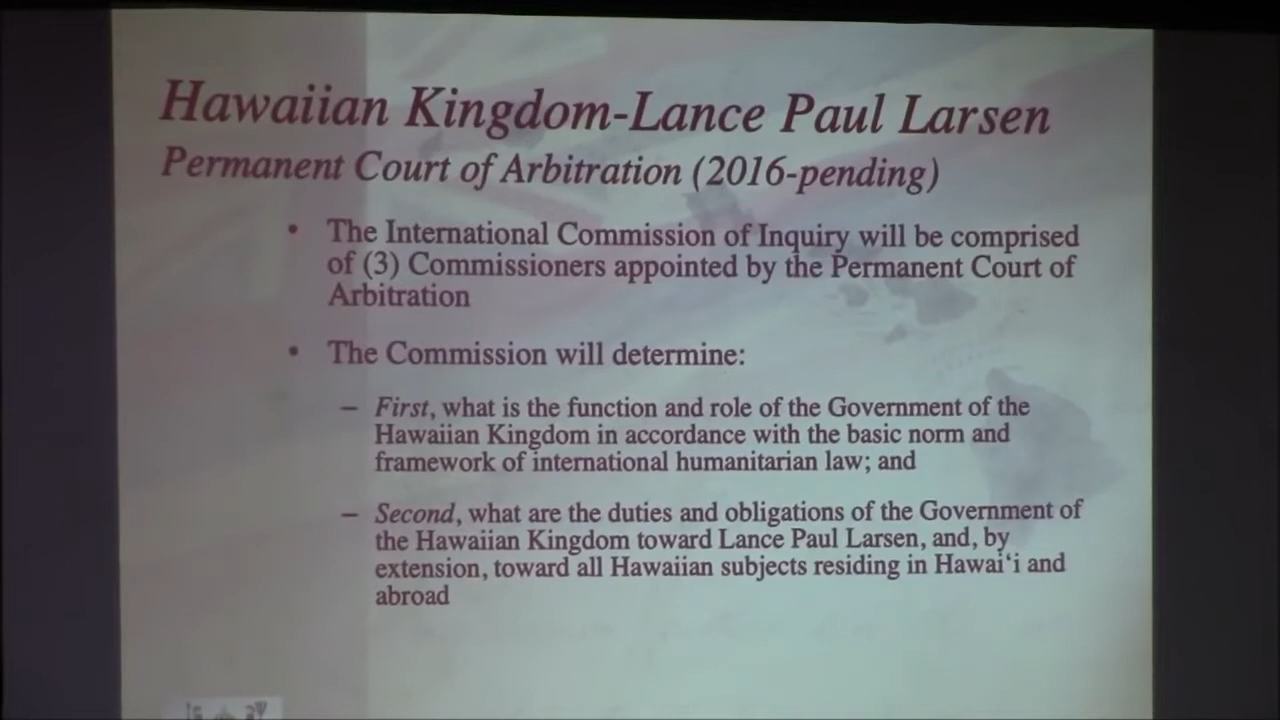 Hawaiian Kingdom-Lance Paul Larsen
Permanent Court of Arbitration (2016-pending)
• The International Commission of Inquiry will be comprised
of (3) Commissioners appointed by the Permanent Court of
Arbitration
• The Commission will determine:
– First, what is the function and role of the Government of the
Hawaiian Kingdom in accordance with the basic norm and
framework of international humanitarian law; and
– Second, what are the duties and obligations of the Government of
the Hawaiian Kingdom toward Lance Paul Larsen, and, by
extension, toward all Hawaiian subjects residing in Hawai‘i and
abroad